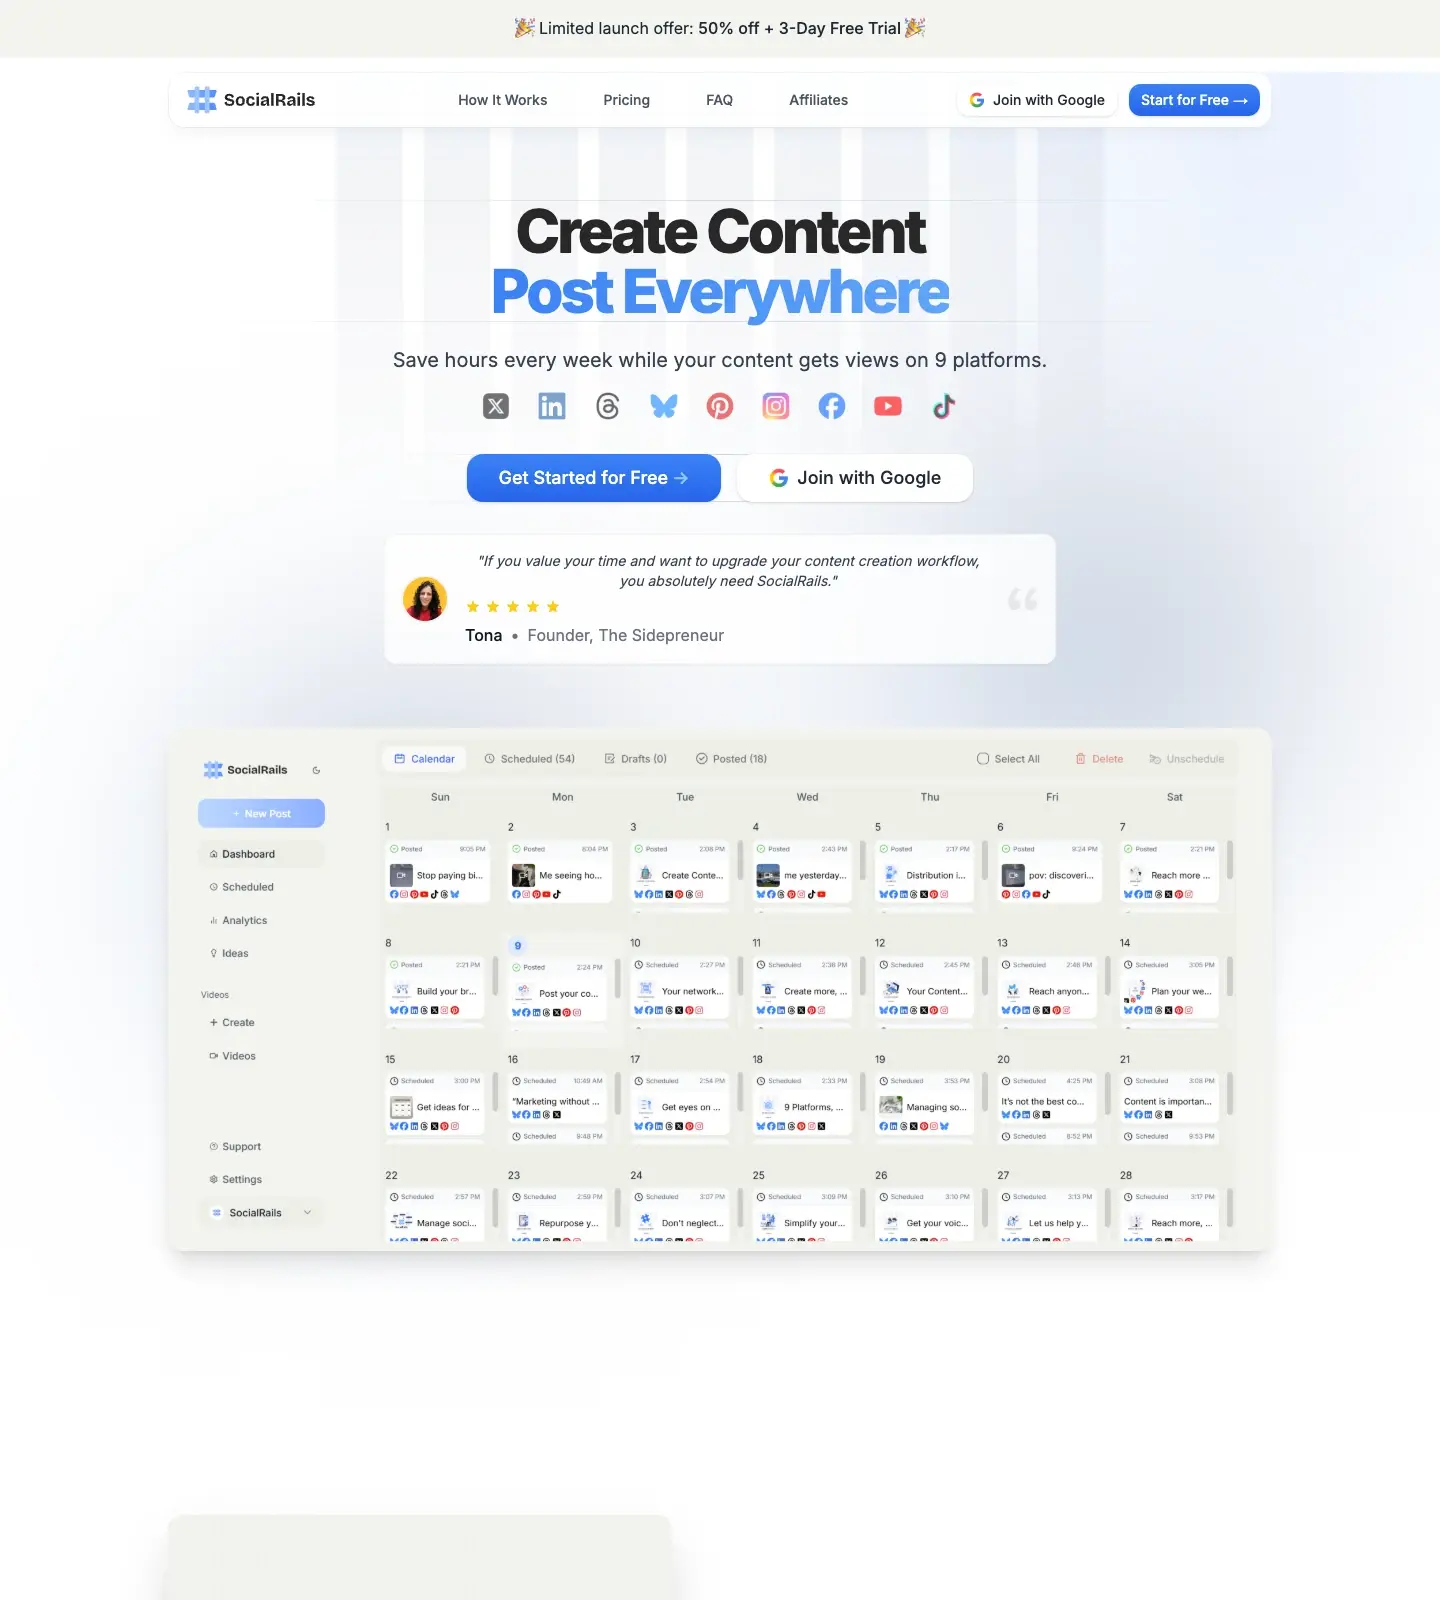 🎉 Limited launch offer: 50% off + 3-Day Free Trial 🎉
SocialRails
How It Works
Pricing
FAQ
Affiliates
Join with Google
Start for Free →
Create Content
Post Everywhere
Save hours every week while your content gets views on 9 platforms.
Get Started for Free →
Join with Google
"If you value your time and want to upgrade your content creation workflow,
you absolutely need SocialRails."
Tona • Founder, The Sidepreneur
SocialRails
+ New Post
Dashboard
Scheduled
Analytics
Ideas
Videos
+ Create
Videos
Support
Settings
SocialRails
Calendar
Scheduled (54)
Drafts (0)
Posted (18)
Select All
Delete
Unschedule
Sun Mon Tue Wed Thu Fri Sat
1 2 3 4 5 6 7
Posted 9:05 PM Posted 6:04 PM Posted 2:08 PM Posted 2:43 PM Posted 2:17 PM Posted 9:24 PM Posted 2:21 PM
Stop paying bi... Me seeing ho... Create Conte... me yesterday... Distribution i... pov: discoveri... Reach more ...
8 9 10 11 12 13 14
Posted 2:21 PM Posted 2:24 PM Scheduled 2:27 PM Scheduled 2:38 PM Scheduled 2:45 PM Scheduled 2:48 PM Scheduled 3:05 PM
Build your br... Post your co... Your network... Create more, ... Your Content... Reach anyon... Plan your we...
15 16 17 18 19 20 21
Scheduled 3:00 PM Scheduled 10:49 AM Scheduled 2:54 PM Scheduled 2:33 PM Scheduled 3:53 PM Scheduled 4:25 PM Scheduled 3:08 PM
Get ideas for ... "Marketing without ... Get eyes on ... 9 Platforms, ... Managing so... It's not the best co... Content is importan...
Scheduled 9:48 PM Scheduled 6:52 PM Scheduled 9:53 PM
22 23 24 25 26 27 28
Scheduled 2:57 PM Scheduled 2:59 PM Scheduled 3:07 PM Scheduled 3:09 PM Scheduled 3:10 PM Scheduled 3:13 PM Scheduled 3:17 PM
Manage soci... Repurpose y... Don't neglect... Simplify your... Get your voic... Let us help y... Reach more, ...